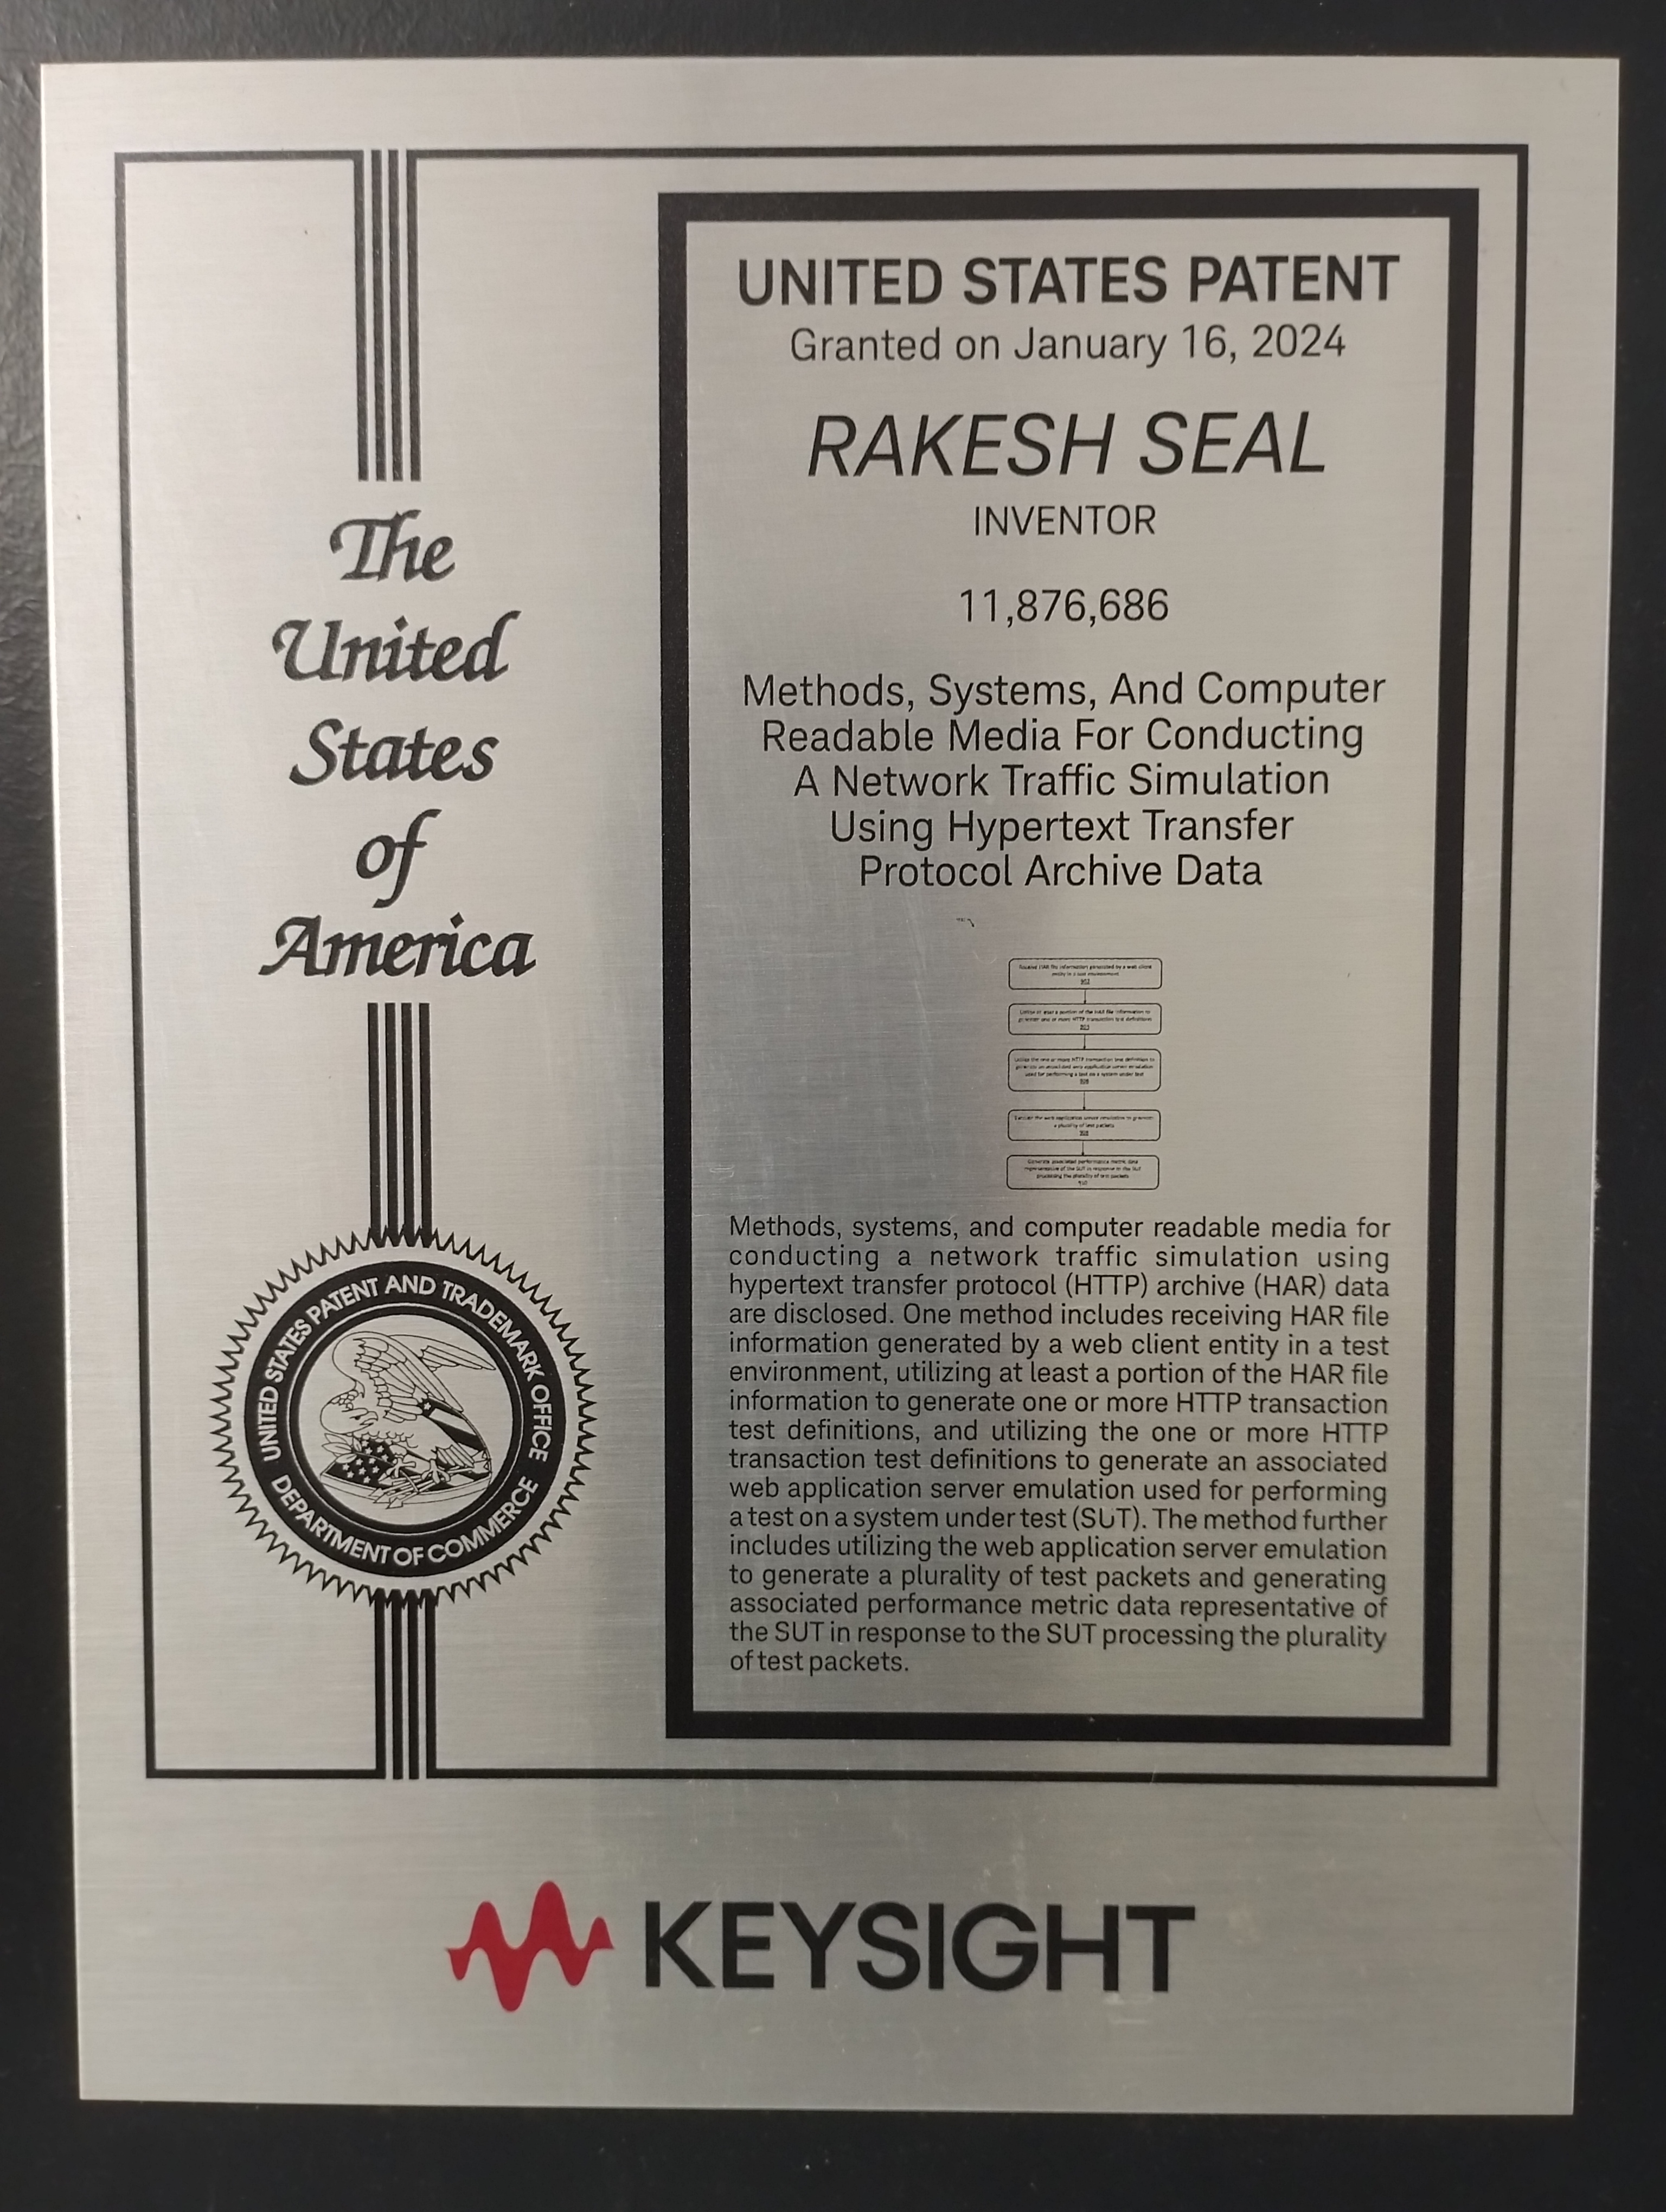 The
United
States
of
America
UNITED STATES PATENT AND TRADEMARK OFFICE
DEPARTMENT OF COMMERCE
UNITED STATES PATENT
Granted on January 16, 2024
RAKESH SEAL
INVENTOR
11,876,686
Methods, Systems, And Computer
Readable Media For Conducting
A Network Traffic Simulation
Using Hypertext Transfer
Protocol Archive Data
Methods, systems, and computer readable media for
conducting a network traffic simulation using
hypertext transfer protocol (HTTP) archive (HAR) data
are disclosed. One method includes receiving HAR file
information generated by a web client entity in a test
environment, utilizing at least a portion of the HAR file
information to generate one or more HTTP transaction
test definitions, and utilizing the one or more HTTP
transaction test definitions to generate an associated
web application server emulation used for performing
a test on a system under test (SUT). The method further
includes utilizing the web application server emulation
to generate a plurality of test packets and generating
associated performance metric data representative of
the SUT in response to the SUT processing the plurality
of test packets.
KEYSIGHT